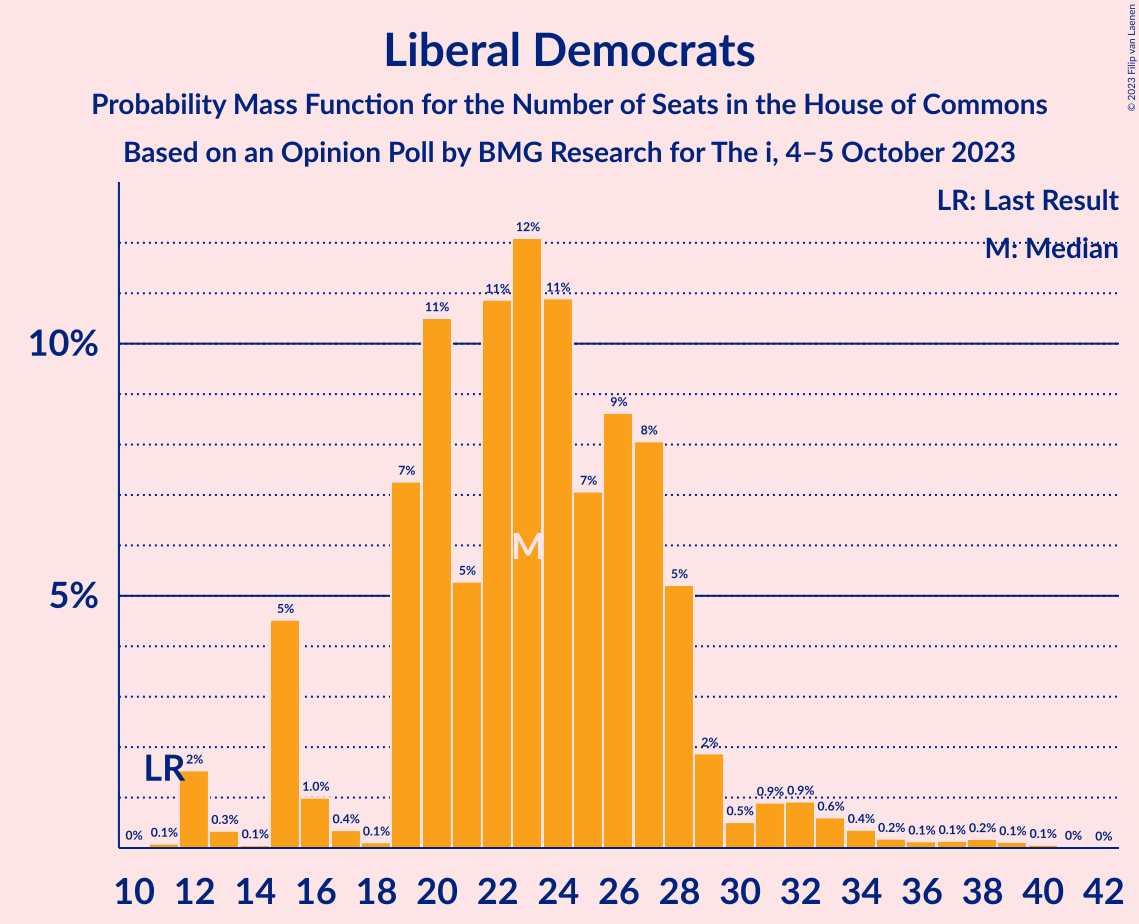 Liberal Democrats
Probability Mass Function for the Number of Seats in the House of Commons
Based on an Opinion Poll by BMG Research for The i, 4–5 October 2023
© 2023 Filip van Laenen
LR: Last Result
M: Median
10%
5%
LR
M
0% 0.1% 2% 0.3% 0.1% 5% 1.0% 0.4% 0.1% 7% 11% 5% 11% 12% 11% 7% 9% 8% 5% 2% 0.5% 0.9% 0.9% 0.6% 0.4% 0.2% 0.1% 0.1% 0.2% 0.1% 0.1% 0% 0%
10 12 14 16 18 20 22 24 26 28 30 32 34 36 38 40 42